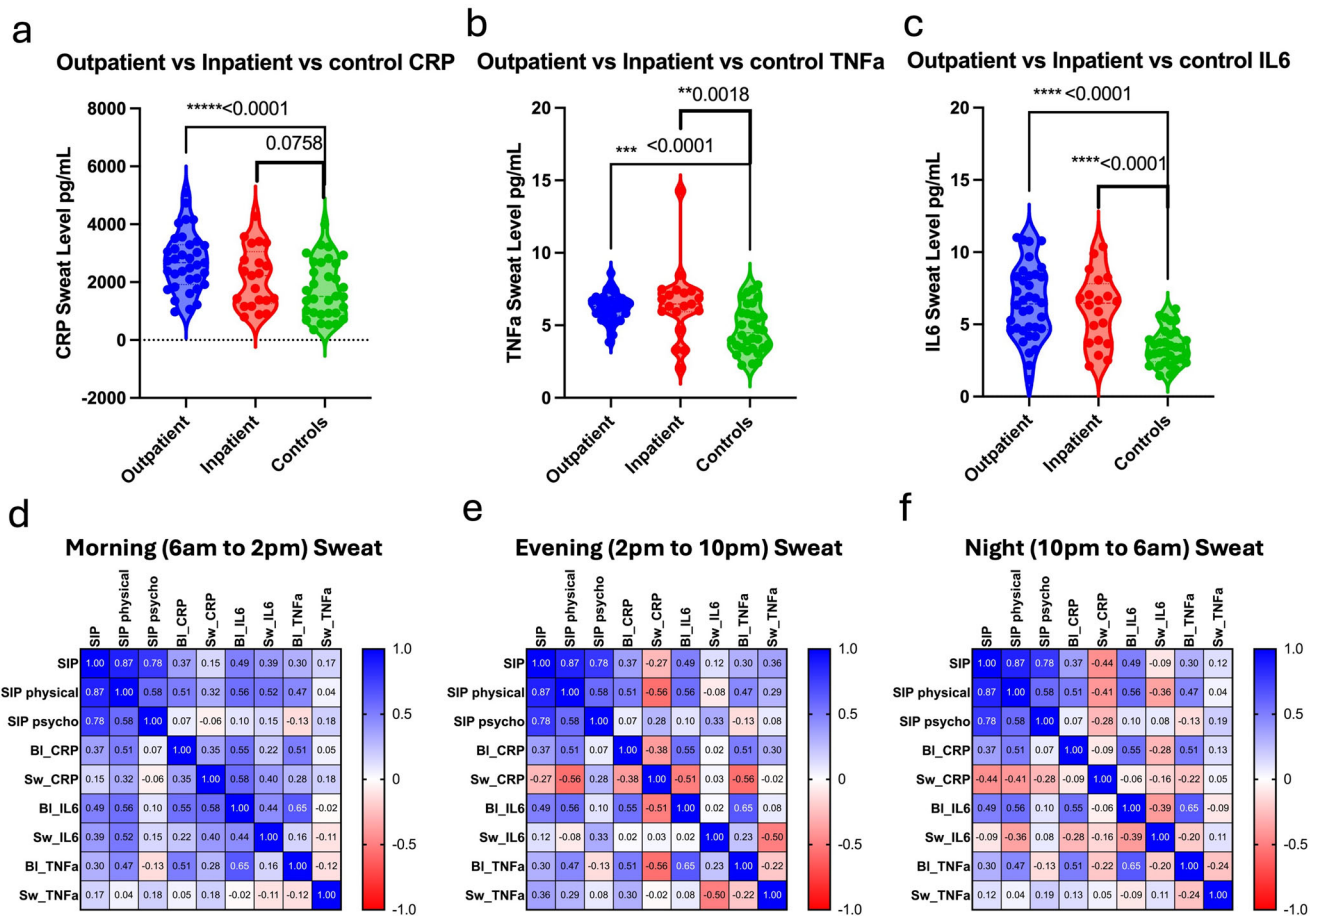 a
Outpatient vs Inpatient vs control CRP
*****<0.0001
0.0758
CRP Sweat Level pg/mL
8000
6000
4000
2000
0
-2000
Outpatient
Inpatient
Controls
b
Outpatient vs Inpatient vs control TNFa
**0.0018
*** <0.0001
TNFa Sweat Level pg/mL
20
15
10
5
0
Outpatient
Inpatient
Controls
c
Outpatient vs Inpatient vs control IL6
**** <0.0001
****<0.0001
IL6 Sweat Level pg/mL
20
15
10
5
0
Outpatient
Inpatient
Controls
d
Morning (6am to 2pm) Sweat
SIP SIP physical SIP psycho Bl_CRP Sw_CRP Bl_IL6 Sw_IL6 Bl_TNFa Sw_TNFa
SIP 1.00 0.87 0.78 0.37 0.15 0.49 0.39 0.30 0.17
SIP physical 0.87 1.00 0.58 0.51 0.32 0.56 0.52 0.47 0.04
SIP psycho 0.78 0.58 1.00 0.07 -0.06 0.10 0.15 -0.13 0.18
Bl_CRP 0.37 0.51 0.07 1.00 0.35 0.55 0.22 0.51 0.05
Sw_CRP 0.15 0.32 -0.06 0.35 1.00 0.58 0.40 0.28 0.18
Bl_IL6 0.49 0.56 0.10 0.55 0.58 1.00 0.44 0.65 -0.02
Sw_IL6 0.39 0.52 0.15 0.22 0.40 0.44 1.00 0.16 -0.11
Bl_TNFa 0.30 0.47 -0.13 0.51 0.28 0.65 0.16 1.00 -0.12
Sw_TNFa 0.17 0.04 0.18 0.05 0.18 -0.02 -0.11 -0.12 1.00
1.0
0.5
0
-0.5
-1.0
e
Evening (2pm to 10pm) Sweat
SIP SIP physical SIP psycho Bl_CRP Sw_CRP Bl_IL6 Sw_IL6 Bl_TNFa Sw_TNFa
SIP 1.00 0.87 0.78 0.37 -0.27 0.49 0.12 0.30 0.36
SIP physical 0.87 1.00 0.58 0.51 -0.56 0.56 -0.08 0.47 0.29
SIP psycho 0.78 0.58 1.00 0.07 0.28 0.10 0.33 -0.13 0.08
Bl_CRP 0.37 0.51 0.07 1.00 -0.38 0.55 0.02 0.51 0.30
Sw_CRP -0.27 -0.56 0.28 -0.38 1.00 -0.51 0.03 -0.56 -0.02
Bl_IL6 0.49 0.56 0.10 0.55 -0.51 1.00 0.02 0.65 0.08
Sw_IL6 0.12 -0.08 0.33 0.02 0.03 0.02 1.00 0.23 -0.50
Bl_TNFa 0.30 0.47 -0.13 0.51 -0.56 0.65 0.23 1.00 -0.22
Sw_TNFa 0.36 0.29 0.08 0.30 -0.02 0.08 -0.50 -0.22 1.00
1.0
0.5
0
-0.5
-1.0
f
Night (10pm to 6am) Sweat
SIP SIP physical SIP psycho Bl_CRP Sw_CRP Bl_IL6 Sw_IL6 Bl_TNFa Sw_TNFa
SIP 1.00 0.87 0.78 0.37 -0.44 0.49 -0.09 0.30 0.12
SIP physical 0.87 1.00 0.58 0.51 -0.41 0.56 -0.36 0.47 0.04
SIP psycho 0.78 0.58 1.00 0.07 -0.28 0.10 0.08 -0.13 0.19
Bl_CRP 0.37 0.51 0.07 1.00 -0.09 0.55 -0.28 0.51 0.13
Sw_CRP -0.44 -0.41 -0.28 -0.09 1.00 -0.06 -0.16 -0.22 0.05
Bl_IL6 0.49 0.56 0.10 0.55 -0.06 1.00 -0.39 0.65 -0.09
Sw_IL6 -0.09 -0.36 0.08 -0.28 -0.16 -0.39 1.00 -0.20 0.11
Bl_TNFa 0.30 0.47 -0.13 0.51 -0.22 0.65 -0.20 1.00 -0.24
Sw_TNFa 0.12 0.04 0.19 0.13 0.05 -0.09 0.11 -0.24 1.00
1.0
0.5
0
-0.5
-1.0